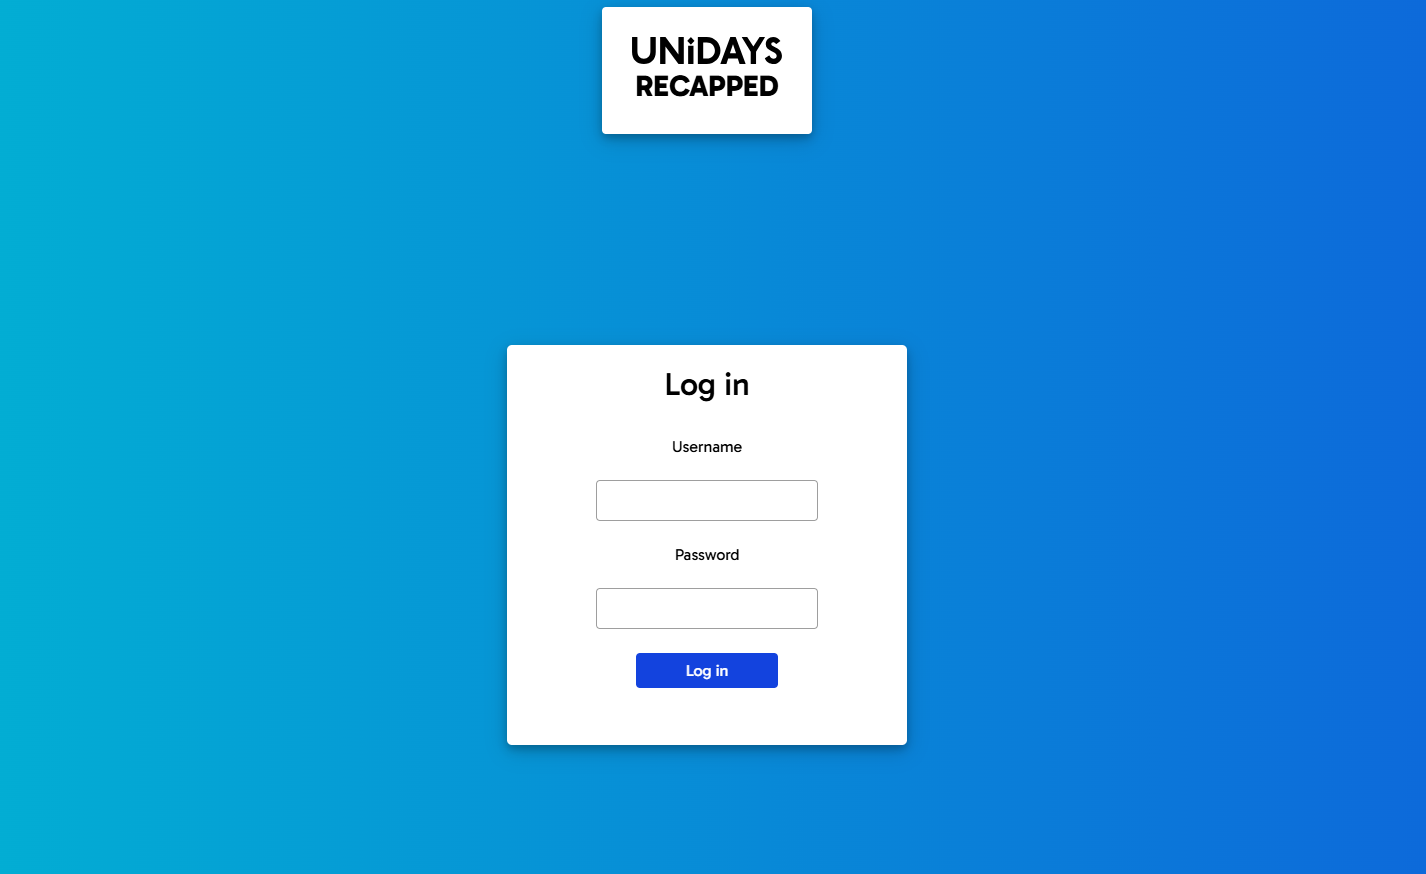 UNiDAYS
RECAPPED
Log in
Username
Password
Log in